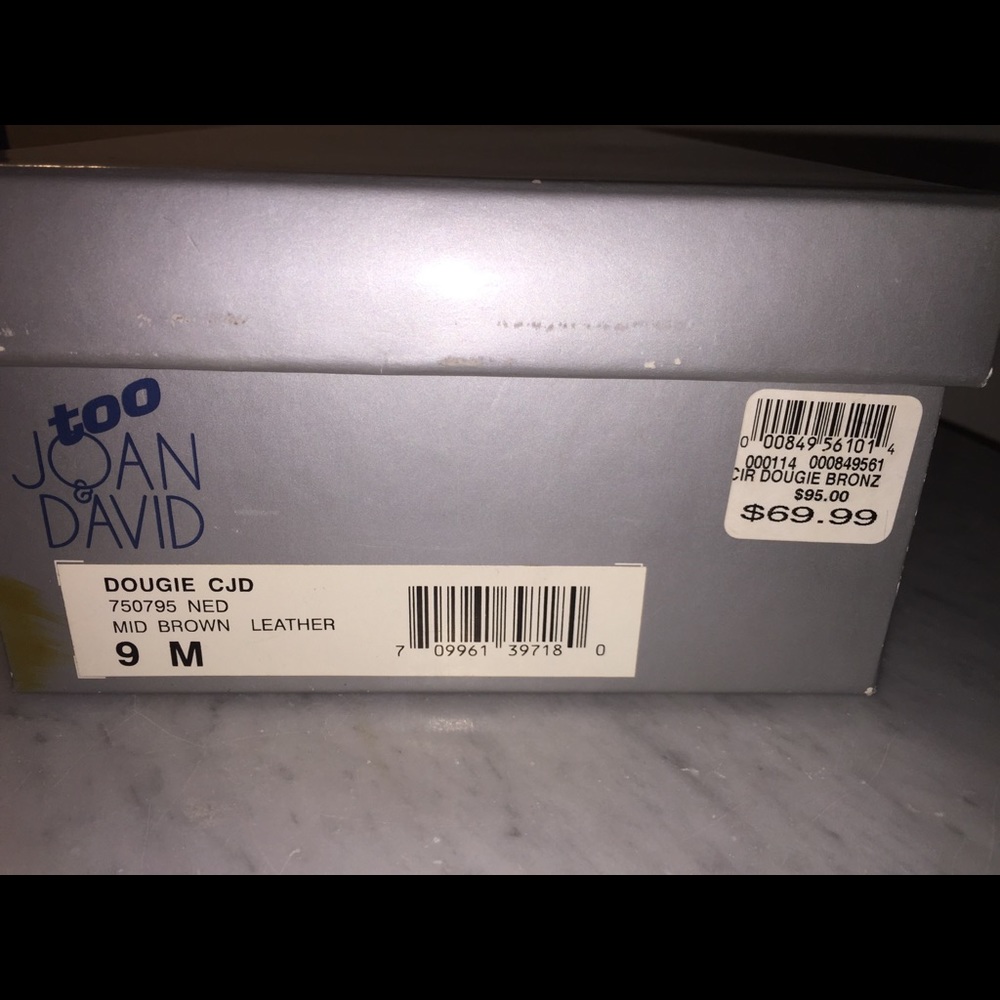 too
JOAN
&
DAVID
0 00849 56101 4
000114 000849561
CIR DOUGIE BRONZ
$95.00
$69.99
DOUGIE CJD
750795 NED
MID BROWN LEATHER
9 M
7 09961 39718 0